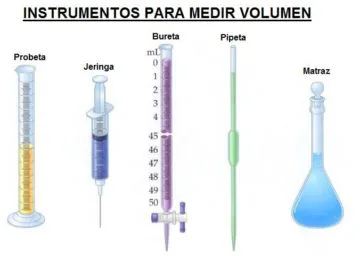 INSTRUMENTOS PARA MEDIR VOLUMEN
Probeta
Jeringa
Bureta
Pipeta
Matraz
mL
0
1
2
3
4
45
46
47
48
49
50